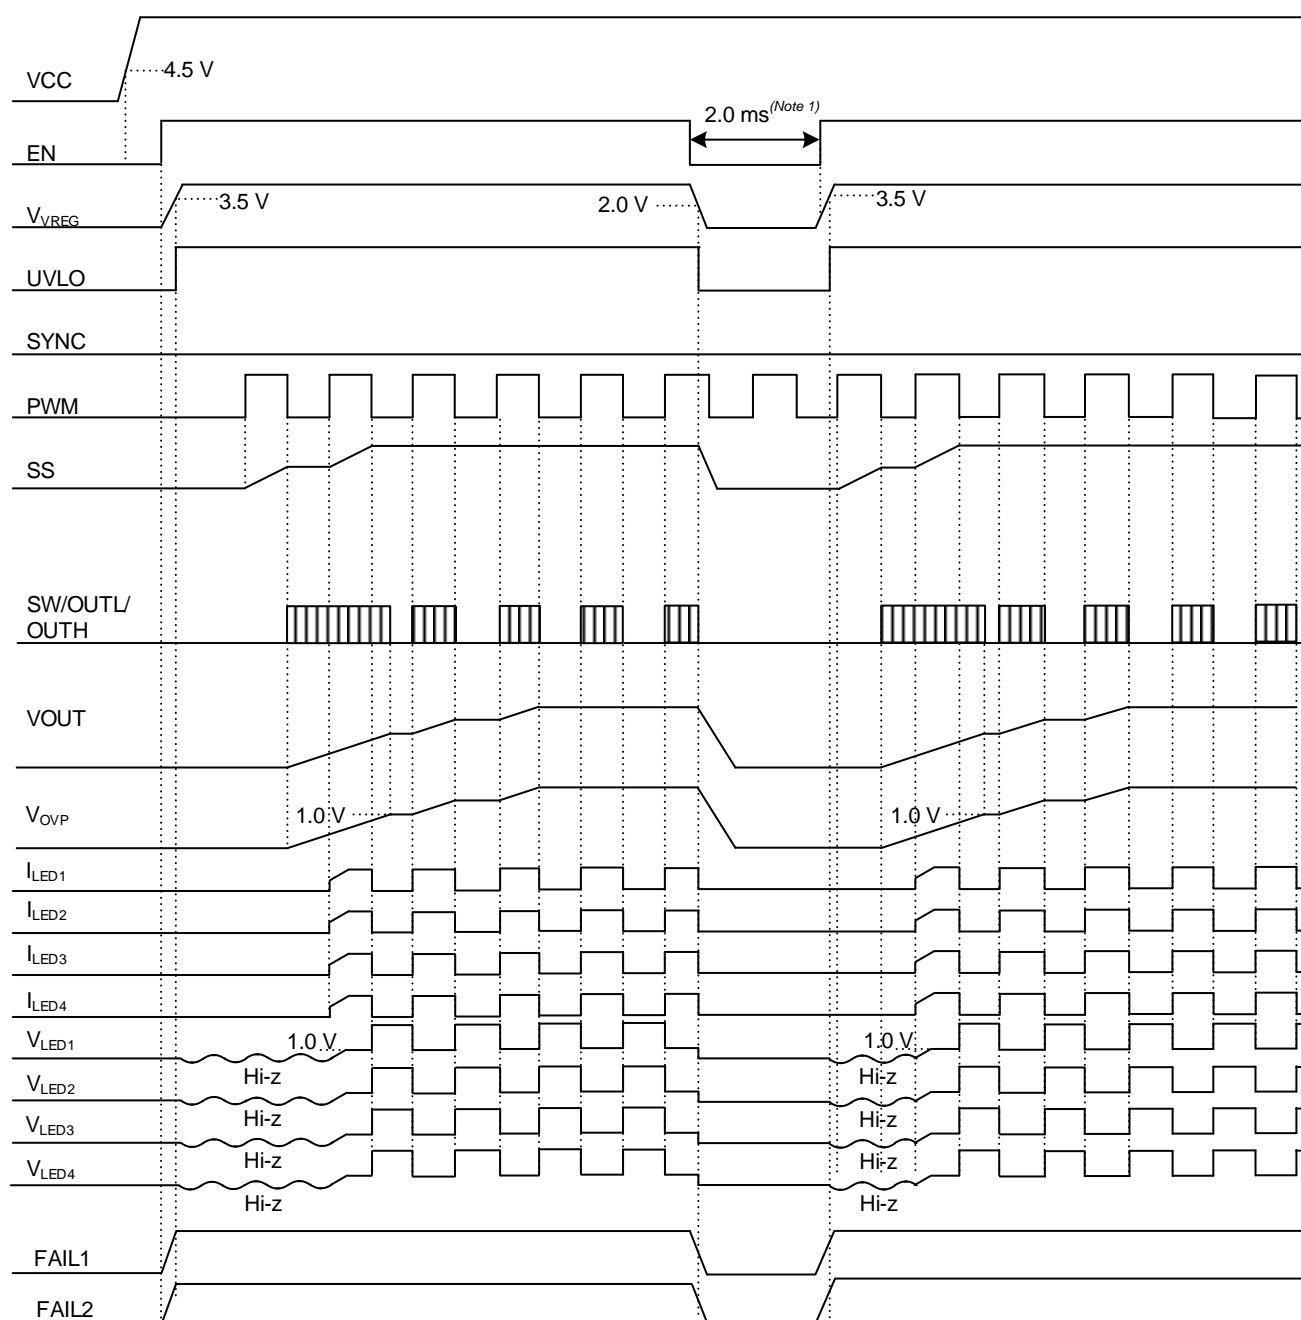 VCC
4.5 V
EN
2.0 ms(Note 1)
VVREG
3.5 V
2.0 V
3.5 V
UVLO
SYNC
PWM
SS
SW/OUTL/
OUTH
VOUT
VOVP
1.0 V
1.0 V
ILED1
ILED2
ILED3
ILED4
VLED1
1.0 V
1.0 V
Hi-z
Hi-z
VLED2
Hi-z
Hi-z
VLED3
Hi-z
Hi-z
VLED4
Hi-z
Hi-z
FAIL1
FAIL2